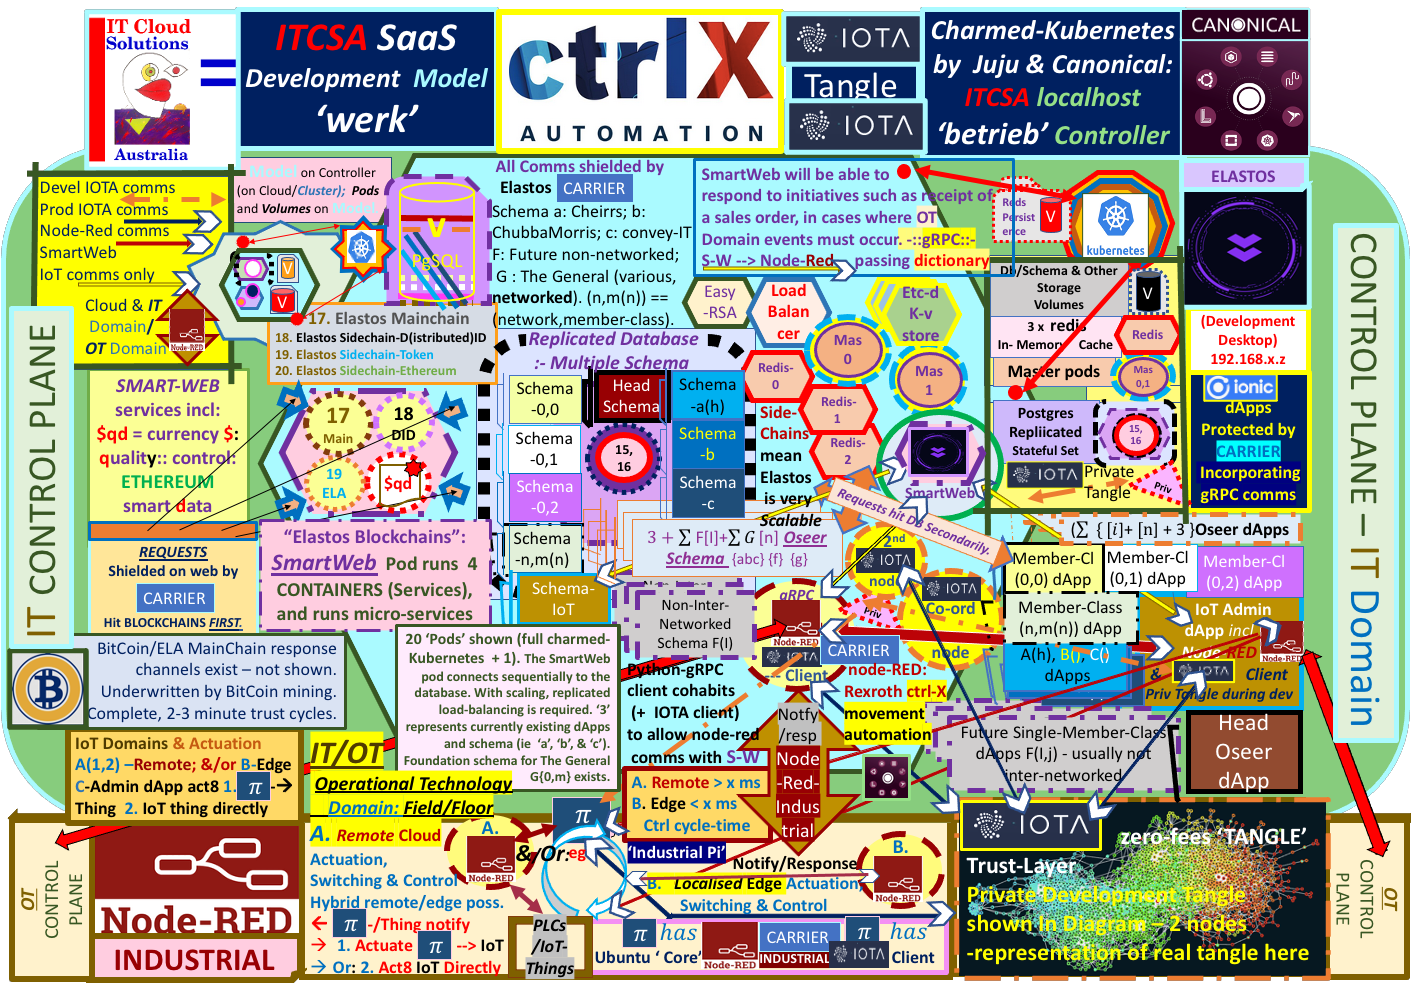 IT Cloud
Solutions
Australia
=
ITCSA SaaS
Development Model
'werk'
ctrlX
AUTOMATION
IOTA
Tangle
IOTA
Charmed-Kubernetes
by Juju & Canonical:
ITCSA localhost
'betrieb' Controller
CANONICAL
Devel IOTA comms
Prod IOTA comms
Node-Red comms
SmartWeb
IoT comms only
Cloud & IT
Domain/
OT Domain
Node-RED
Model on Controller
(on Cloud/Cluster); Pods
and Volumes on Model
V
V
V
PgSQL
All Comms shielded by
Elastos CARRIER
Schema a: Cheirrs; b:
ChubbaMorris; c: convey-IT
F: Future non-networked;
G : The General (various,
networked). (n,m(n)) ==
(network,member-class).
SmartWeb will be able to
respond to initiatives such as receipt of
a sales order, in cases where OT
Domain events must occur. -::gRPC::-
S-W --> Node-Red, passing dictionary
Reds
Persist
ence
V
kubernetes
ELASTOS
17. Elastos Mainchain
18. Elastos Sidechain-D(istributed)ID
19. Elastos Sidechain-Token
20. Elastos Sidechain-Ethereum
Easy
-RSA
Load
Balan
cer
Etc-d
K-v
store
Mas
0
Mas
1
Redis-
0
Redis-
1
Redis-
2
Db/Schema & Other
Storage
Volumes
V
3 x redis
In- Memory Cache
Redis
Master pods
Mas
0,1
Postgres
Repliicated
Stateful Set
15,
16
IOTA
Private
Tangle
Priv
(Development
Desktop)
192.168.x.z
ionic
dApps
Protected by
CARRIER
Incorporating
gRPC comms
IT CONTROL PLANE
CONTROL PLANE – IT Domain
SMART-WEB
services incl:
$qd = currency $:
quality:: control:
ETHEREUM
smart data
REQUESTS
Shielded on web by
CARRIER
Hit BLOCKCHAINS FIRST.
17
Main
18
DID
19
ELA
$qd
"Elastos Blockchains":
SmartWeb Pod runs 4
CONTAINERS (Services),
and runs micro-services
Replicated Database
:- Multiple Schema
Schema
-0,0
Schema
-0,1
Schema
-0,2
Schema
-n,m(n)
Schema-
IoT
Head
Schema
15,
16
Schema
-a(h)
Schema
-b
Schema
-c
Side-
Chains
mean
Elastos
is very
Scalable
SmartWeb
Requests hit DB Secondarily.
3 + ∑ F[I]+∑ G [n] Oseer
Schema {abc} {f} {g}
(∑ { [i]+ [n] + 3 }Oseer dApps
Member-Cl
(0,0) dApp
Member-Cl
(0,1) dApp
Member-Cl
(0,2) dApp
Member-Class
(n,m(n)) dApp
A(h), B(), C()
dApps
IoT Admin
dApp incl
Node-RED
Node-RED
& IOTA Client
Priv Tangle during dev
2nd
IOTA
node
IOTA
Co-ord
node
Priv
gRPC
Node-RED
IOTA
Client
CARRIER
Non-Inter-
Networked
Schema F(I)
BitCoin/ELA MainChain response
channels exist – not shown.
Underwritten by BitCoin mining.
Complete, 2-3 minute trust cycles.
20 'Pods' shown (full charmed-
Kubernetes + 1). The SmartWeb
pod connects sequentially to the
database. With scaling, replicated
load-balancing is required. '3'
represents currently existing dApps
and schema (ie 'a', 'b', & 'c').
Foundation schema for The General
G{0,m} exists.
Python-gRPC
client cohabits
(+ IOTA client)
to allow node-red
comms with S-W
node-RED:
Rexroth ctrl-X
movement
automation
Notfy
/resp
Node
-Red-
Indus
trial
Future Single-Member-Class
dApps F(I,j) - usually not
inter-networked
Head
Oseer
dApp
IoT Domains & Actuation
A(1,2) –Remote; &/or B-Edge
C-Admin dApp act8 1. π -→
Thing 2. IoT thing directly
IT/OT
Operational Technology
Domain: Field/Floor
A. Remote Cloud
Actuation,
Switching & Control
Hybrid remote/edge poss.
← π -/Thing notify
→ 1. Actuate π --> IoT
→ Or: 2. Act8 IoT Directly
A.
Node-RED
& Or:
π
A. Remote > x ms
B. Edge < x ms
Ctrl cycle-time
'Industrial Pi'
Notify/Response
B. Localised Edge Actuation,
Switching & Control
B.
Node-RED
PLCs
/IoT-
Things
π has
Ubuntu 'Core'
Node-RED
CARRIER
INDUSTRIAL
π has
IOTA Client
OT
CONTROL
PLANE
Node-RED
INDUSTRIAL
IOTA
zero-fees 'TANGLE'
Trust-Layer
Private Development Tangle
shown In Diagram – 2 nodes
-representation of real tangle here
OT
CONTROL
PLANE